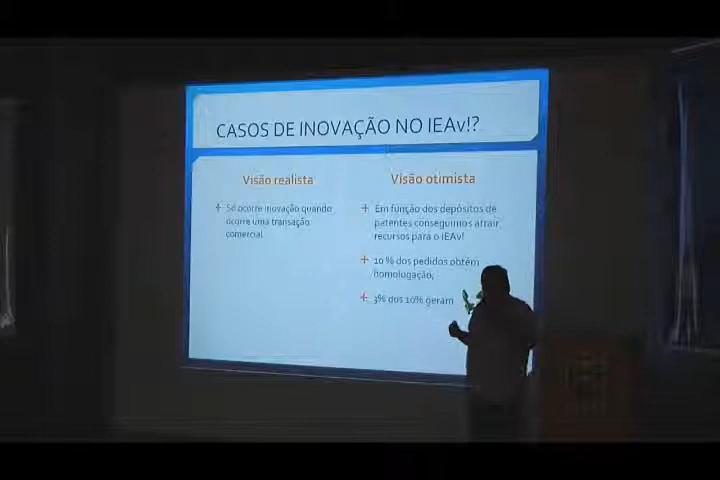 CASOS DE INOVAÇÃO NO IEAv!?
Visão realista
Só ocorre inovação quando
ocorre uma transação
comercial
Visão otimista
Em função dos depósitos de
patentes conseguimos atrair
recursos para o IEAv!
10 % dos pedidos obtém
homologação;
3% dos 10% geram